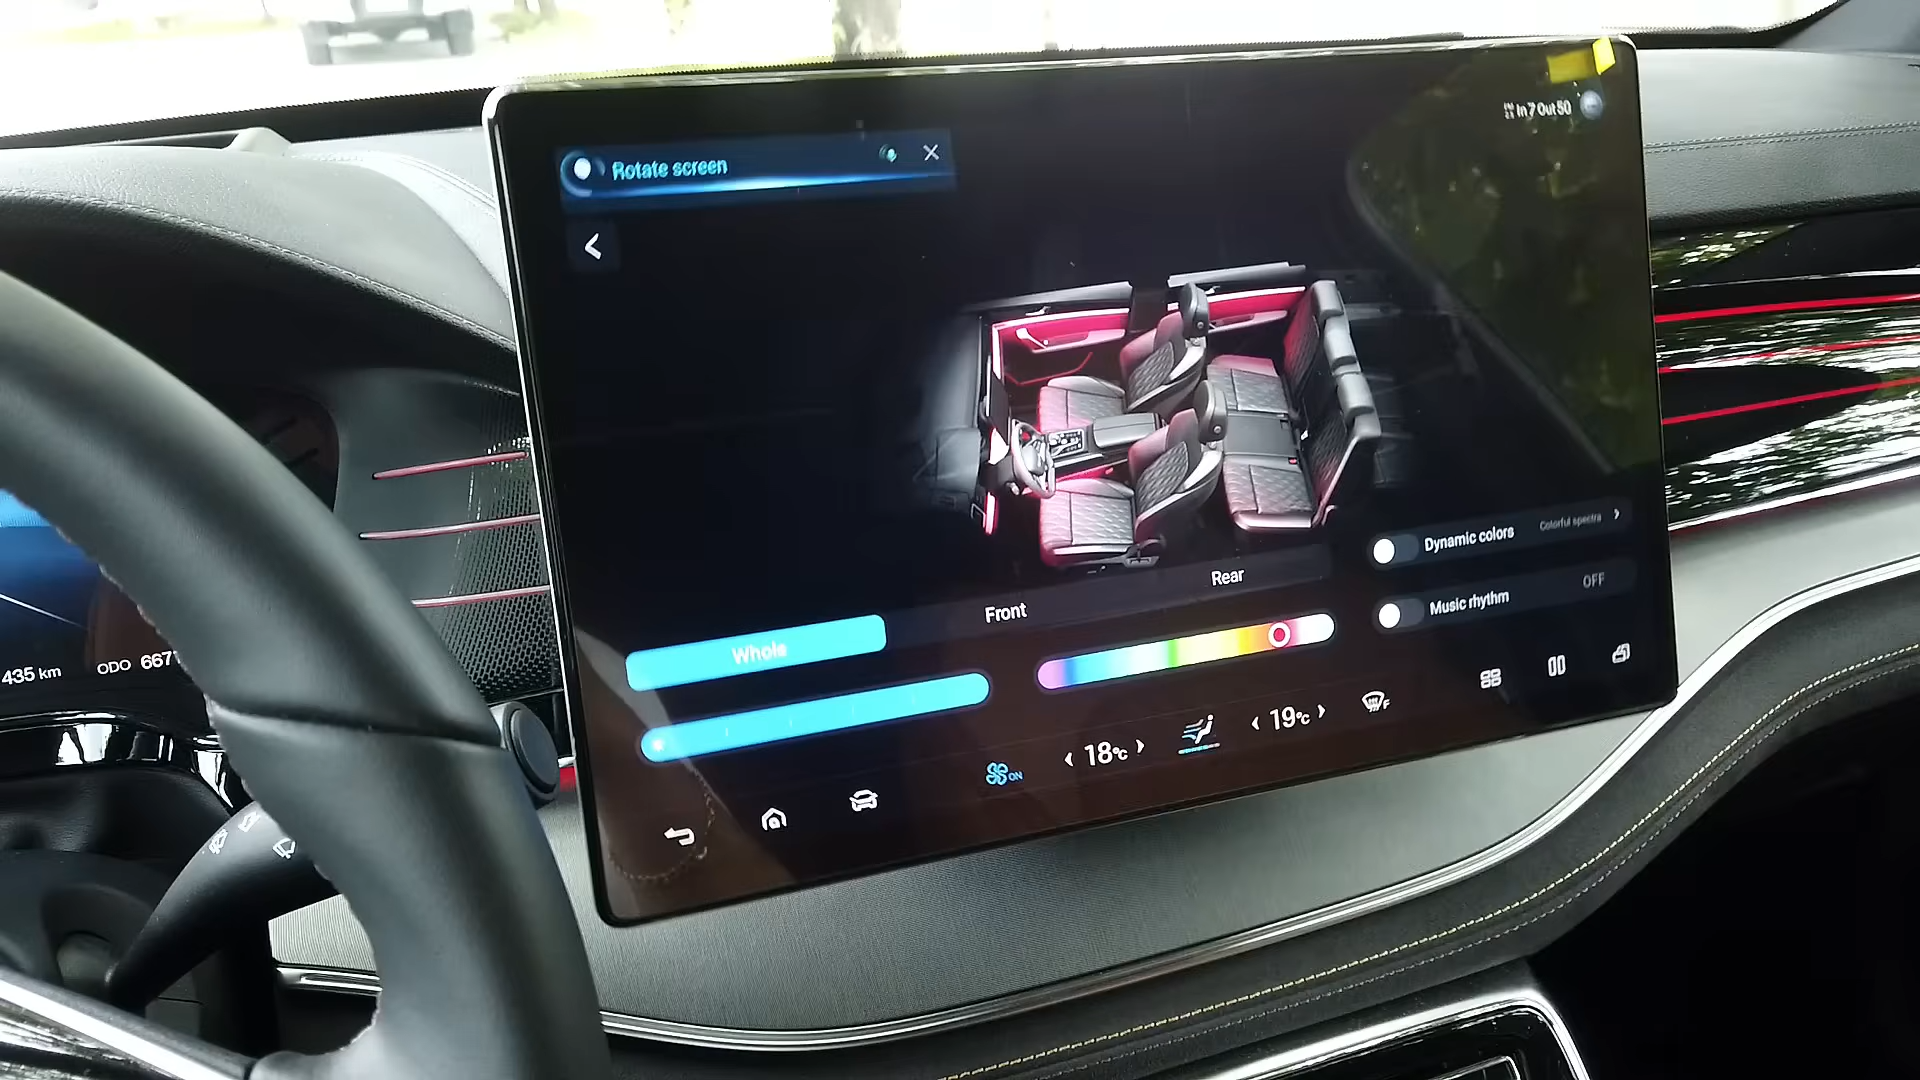 In 7 Out 50
Rotate screen
Dynamic colors
Colorful spectra
Whole
Front
Rear
Music rhythm
OFF
ON
18°C
19°C
F
435 km
ODO 667